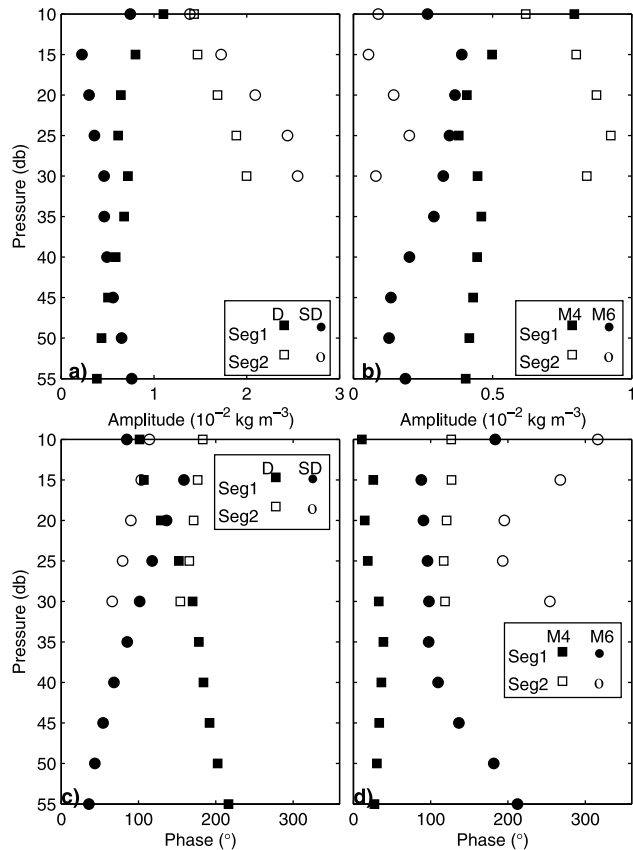 10
15
20
25
30
35
40
45
50
55
Pressure (db)
D SD
Seg1
Seg2
a)
0 1 2 3
Amplitude (10⁻² kg m⁻³)
M4 M6
Seg1
Seg2
b)
0 0.5 1
Amplitude (10⁻² kg m⁻³)
10
15
20
25
30
35
40
45
50
55
Pressure (db)
D SD
Seg1
Seg2
c)
0 100 200 300
Phase (°)
M4 M6
Seg1
Seg2
d)
0 100 200 300
Phase (°)